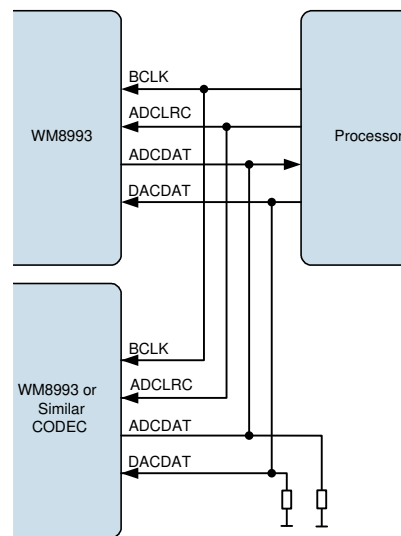 BCLK
ADCLRC
WM8993
Processor
ADCDAT
DACDAT
BCLK
WM8993 or
Similar
CODEC
ADCLRC
ADCDAT
DACDAT